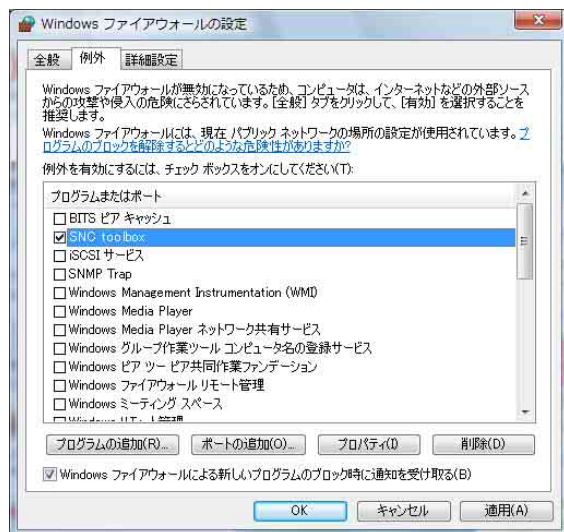 Windows ファイアウォールの設定
全般
例外
詳細設定
Windows ファイアウォールが無効になっているため、コンピュータは、インターネットなどの外部ソース
からの攻撃や侵入の危険にさらされています。[全般] タブをクリックして、[有効] を選択することを
推奨します。
Windows ファイアウォールには、現在 パブリック ネットワークの場所の設定が使用されています。プ
ログラムのブロックを解除するとどのような危険性がありますか?
例外を有効にするには、チェック ボックスをオンにしてください(T):
プログラムまたはポート
BITS ピア キャッシュ
SNC toolbox
iSCSI サービス
SNMP Trap
Windows Management Instrumentation (WMI)
Windows Media Player
Windows Media Player ネットワーク共有サービス
Windows グループ作業ツール コンピュータ名の登録サービス
Windows ピア ツー ピア共同作業ファンデーション
Windows ファイアウォール リモート管理
Windows ミーティング スペース
Windows リモート管理
プログラムの追加(R)...
ポートの追加(O)...
プロパティ(I)
削除(D)
Windows ファイアウォールによる新しいプログラムのブロック時に通知を受け取る(B)
OK
キャンセル
適用(A)